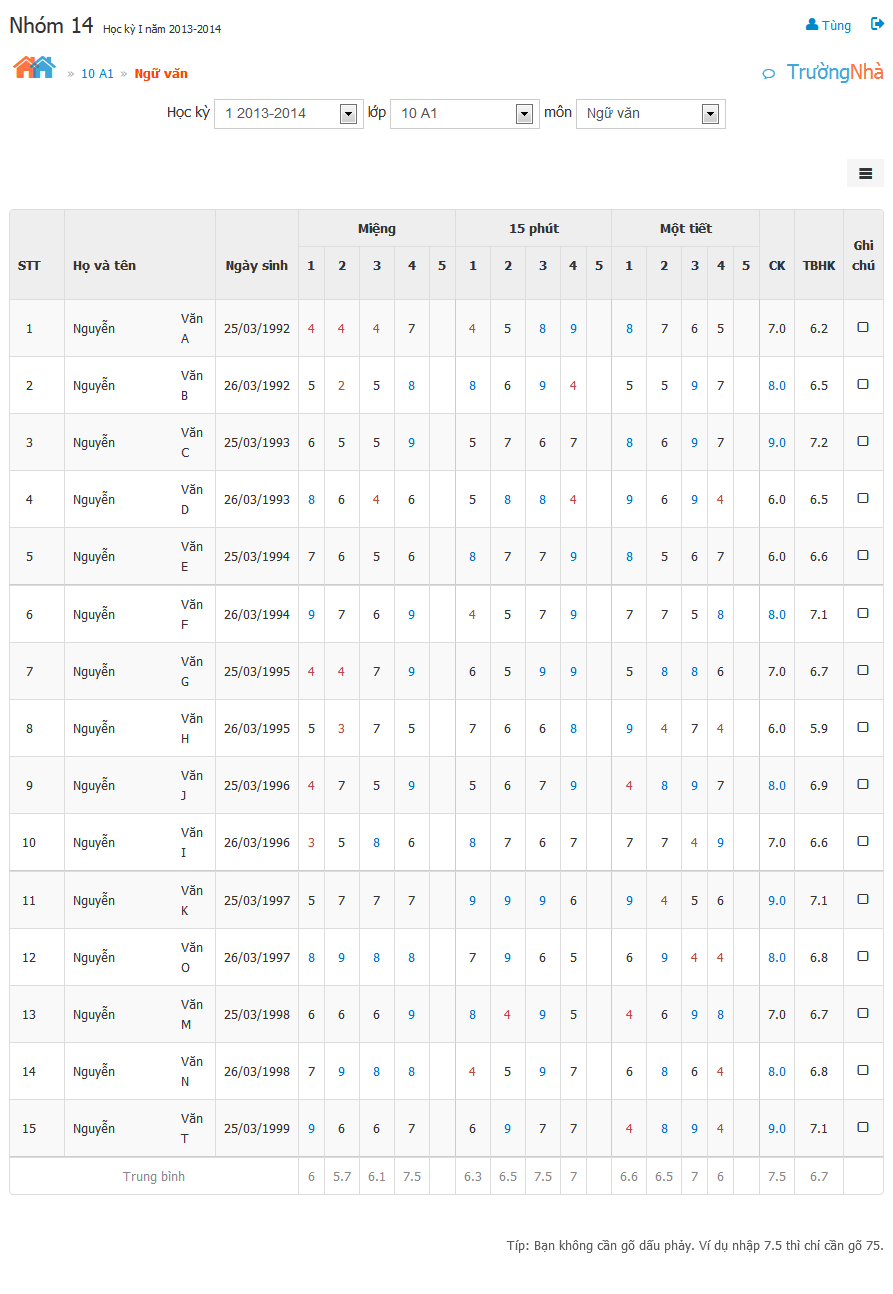 Nhóm 14 Học kỳ I năm 2013-2014 Tùng
» 10 A1 » Ngữ văn TrườngNhà
Học kỳ 1 2013-2014 lớp 10 A1 môn Ngữ văn
Miệng 15 phút Một tiết
STT Họ và tên Ngày sinh 1 2 3 4 5 1 2 3 4 5 1 2 3 4 5 CK TBHK Ghi chú
1 Nguyễn Văn A 25/03/1992 4 4 4 7 4 5 8 9 8 7 6 5 7.0 6.2
2 Nguyễn Văn B 26/03/1992 5 2 5 8 8 6 9 4 5 5 9 7 8.0 6.5
3 Nguyễn Văn C 25/03/1993 6 5 5 9 5 7 6 7 8 6 9 7 9.0 7.2
4 Nguyễn Văn D 26/03/1993 8 6 4 6 5 8 8 4 9 6 9 4 6.0 6.5
5 Nguyễn Văn E 25/03/1994 7 6 5 6 8 7 7 9 8 5 6 7 6.0 6.6
6 Nguyễn Văn F 26/03/1994 9 7 6 9 4 5 7 9 7 7 5 8 8.0 7.1
7 Nguyễn Văn G 25/03/1995 4 4 7 9 6 5 9 9 5 8 8 6 7.0 6.7
8 Nguyễn Văn H 26/03/1995 5 3 7 5 7 6 6 8 9 4 7 4 6.0 5.9
9 Nguyễn Văn J 25/03/1996 4 7 5 9 5 6 7 9 4 8 9 7 8.0 6.9
10 Nguyễn Văn I 26/03/1996 3 5 8 6 8 7 6 7 7 7 4 9 7.0 6.6
11 Nguyễn Văn K 25/03/1997 5 7 7 7 9 9 9 6 9 4 5 6 9.0 7.1
12 Nguyễn Văn O 26/03/1997 8 9 8 8 7 9 6 5 6 9 4 4 8.0 6.8
13 Nguyễn Văn M 25/03/1998 6 6 6 9 8 4 9 5 4 6 9 8 7.0 6.7
14 Nguyễn Văn N 26/03/1998 7 9 8 8 4 5 9 7 6 8 6 4 8.0 6.8
15 Nguyễn Văn T 25/03/1999 9 6 6 7 6 9 7 7 4 8 9 4 9.0 7.1
Trung bình 6 5.7 6.1 7.5 6.3 6.5 7.5 7 6.6 6.5 7 6 7.5 6.7
Típ: Bạn không cần gõ dấu phảy. Ví dụ nhập 7.5 thì chỉ cần gõ 75.